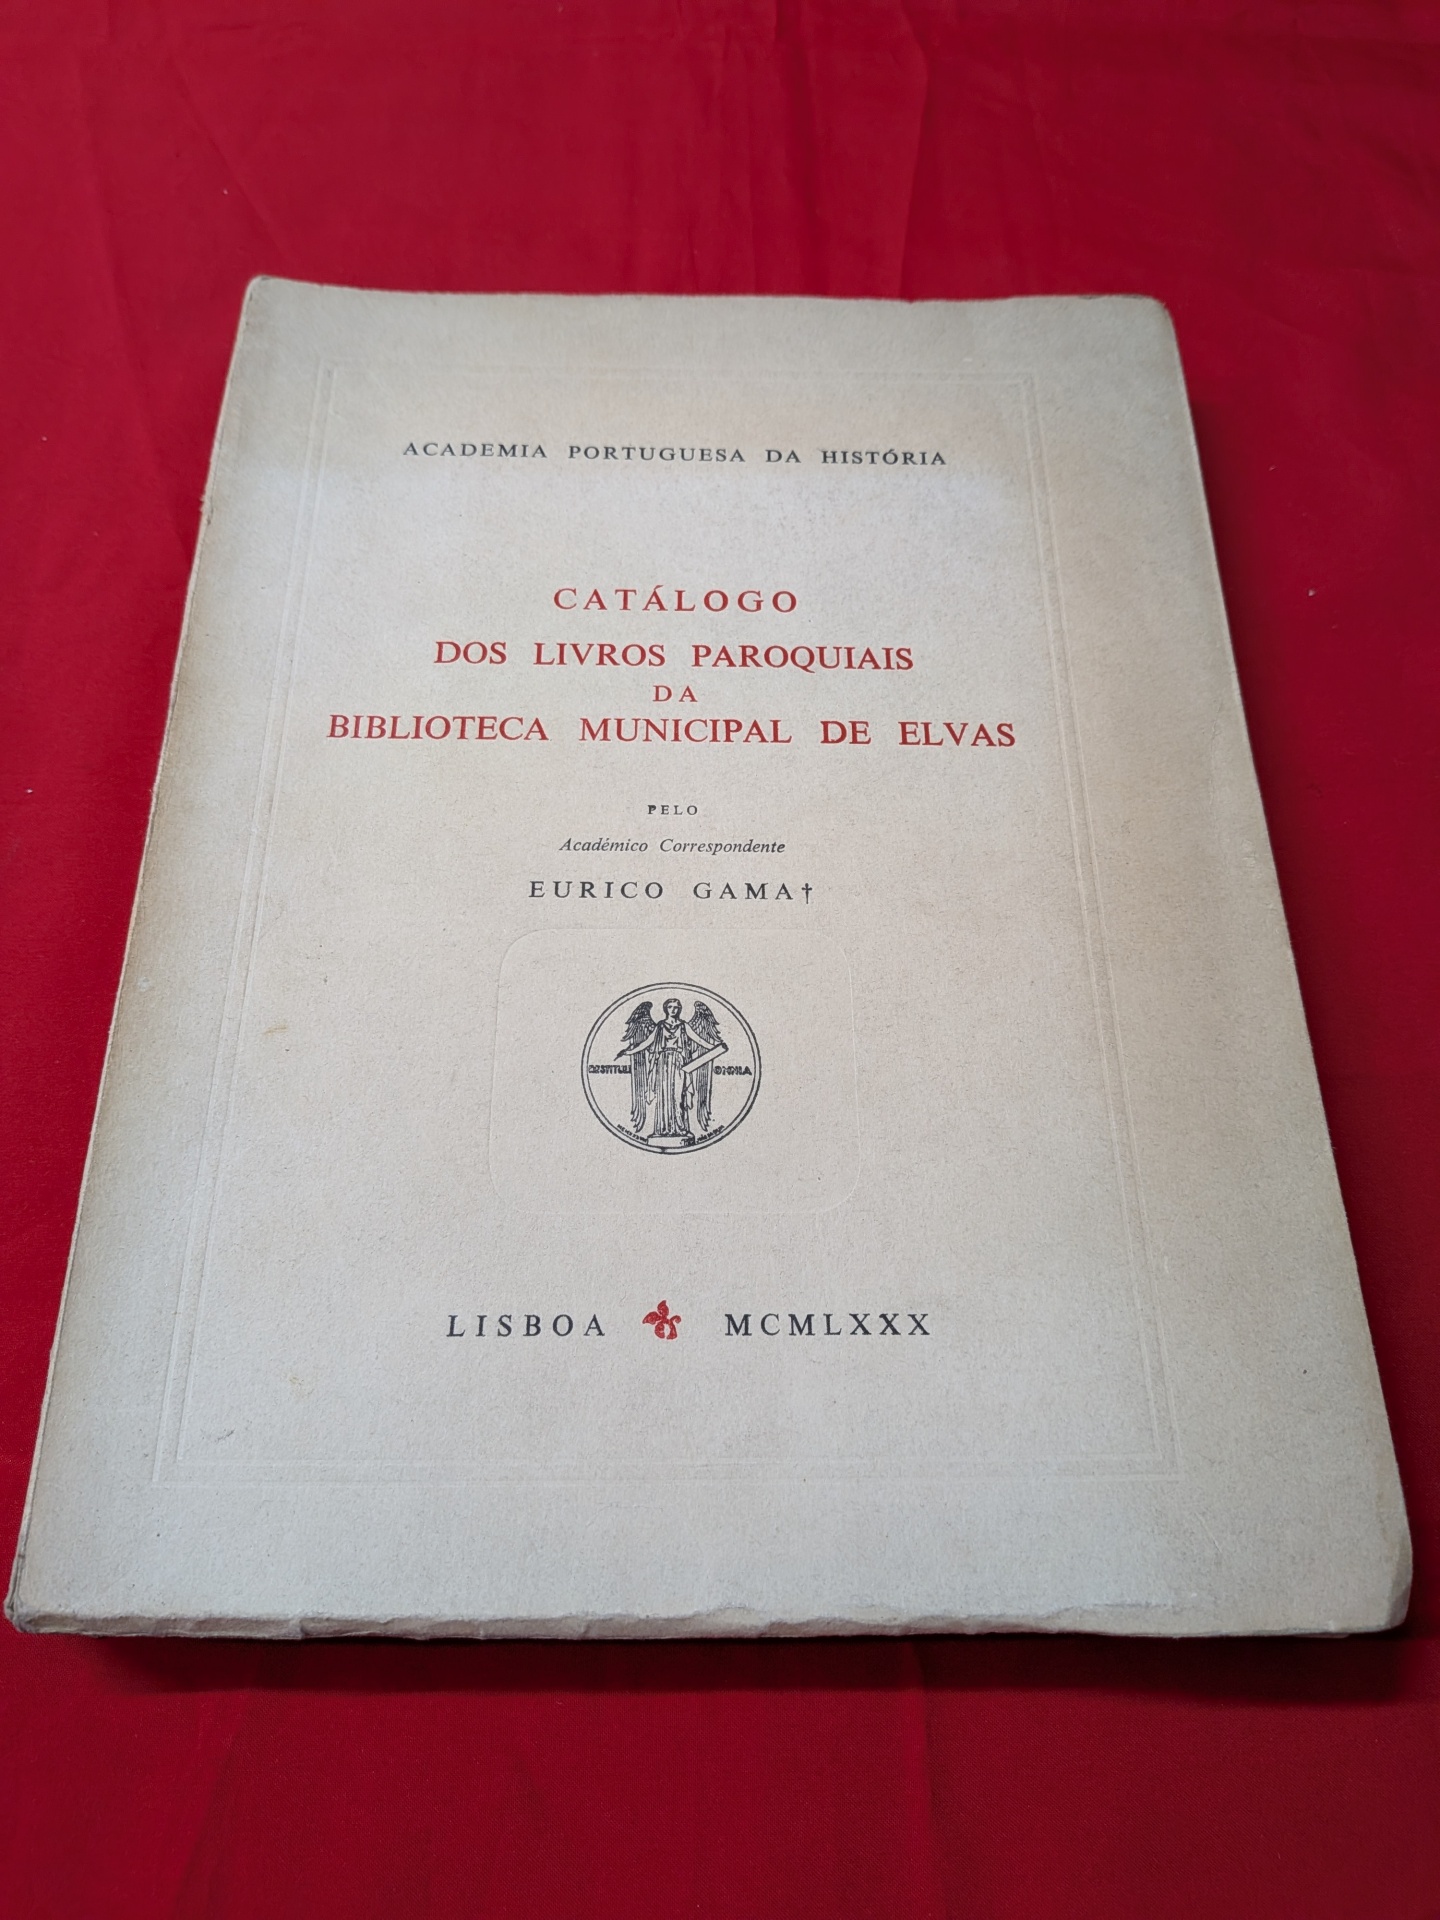 ACADEMIA PORTUGUESA DA HISTÓRIA
CATÁLOGO
DOS LIVROS PAROQUIAIS
DA
BIBLIOTECA MUNICIPAL DE ELVAS
PELO
Académico Correspondente
EURICO GAMA†
LISBOA MCMLXXX